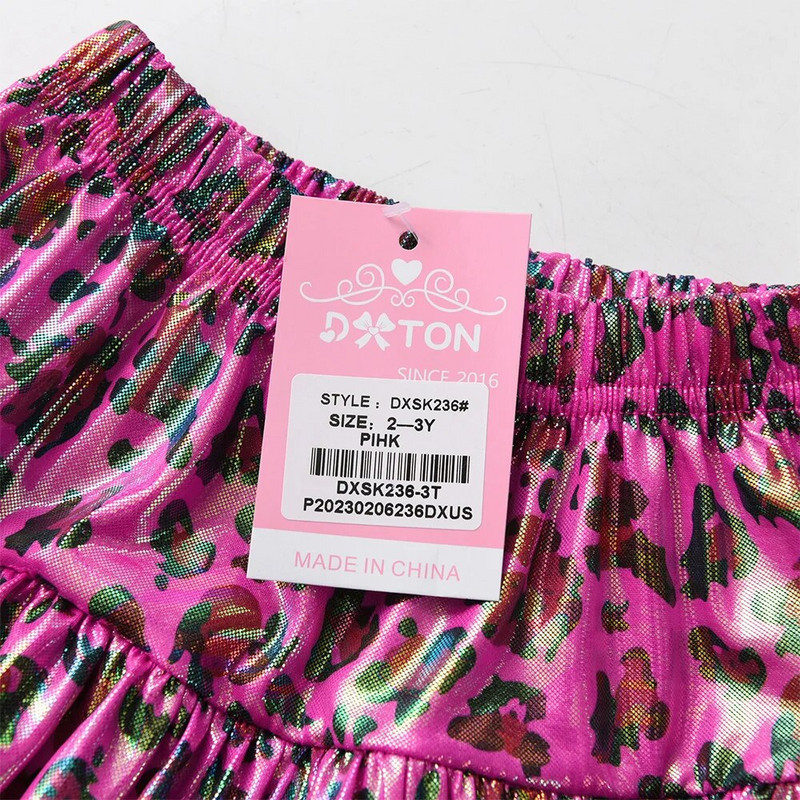 DXTON
SINCE 2016
STYLE : DXSK236#
SIZE: 2—3Y
PIHK
DXSK236-3T
P20230206236DXUS
MADE IN CHINA